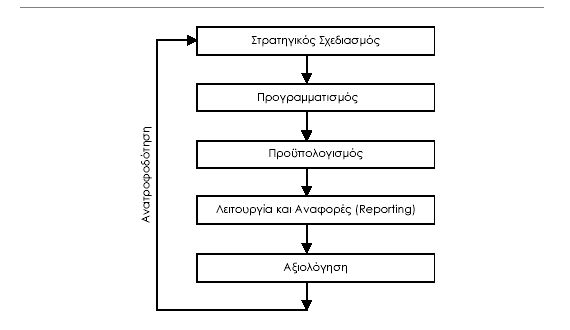 Στρατηγικός Σχεδιασμός
Προγραμματισμός
Προϋπολογισμός
Λειτουργία και Αναφορές (Reporting)
Αξιολόγηση
Ανατροφοδότηση